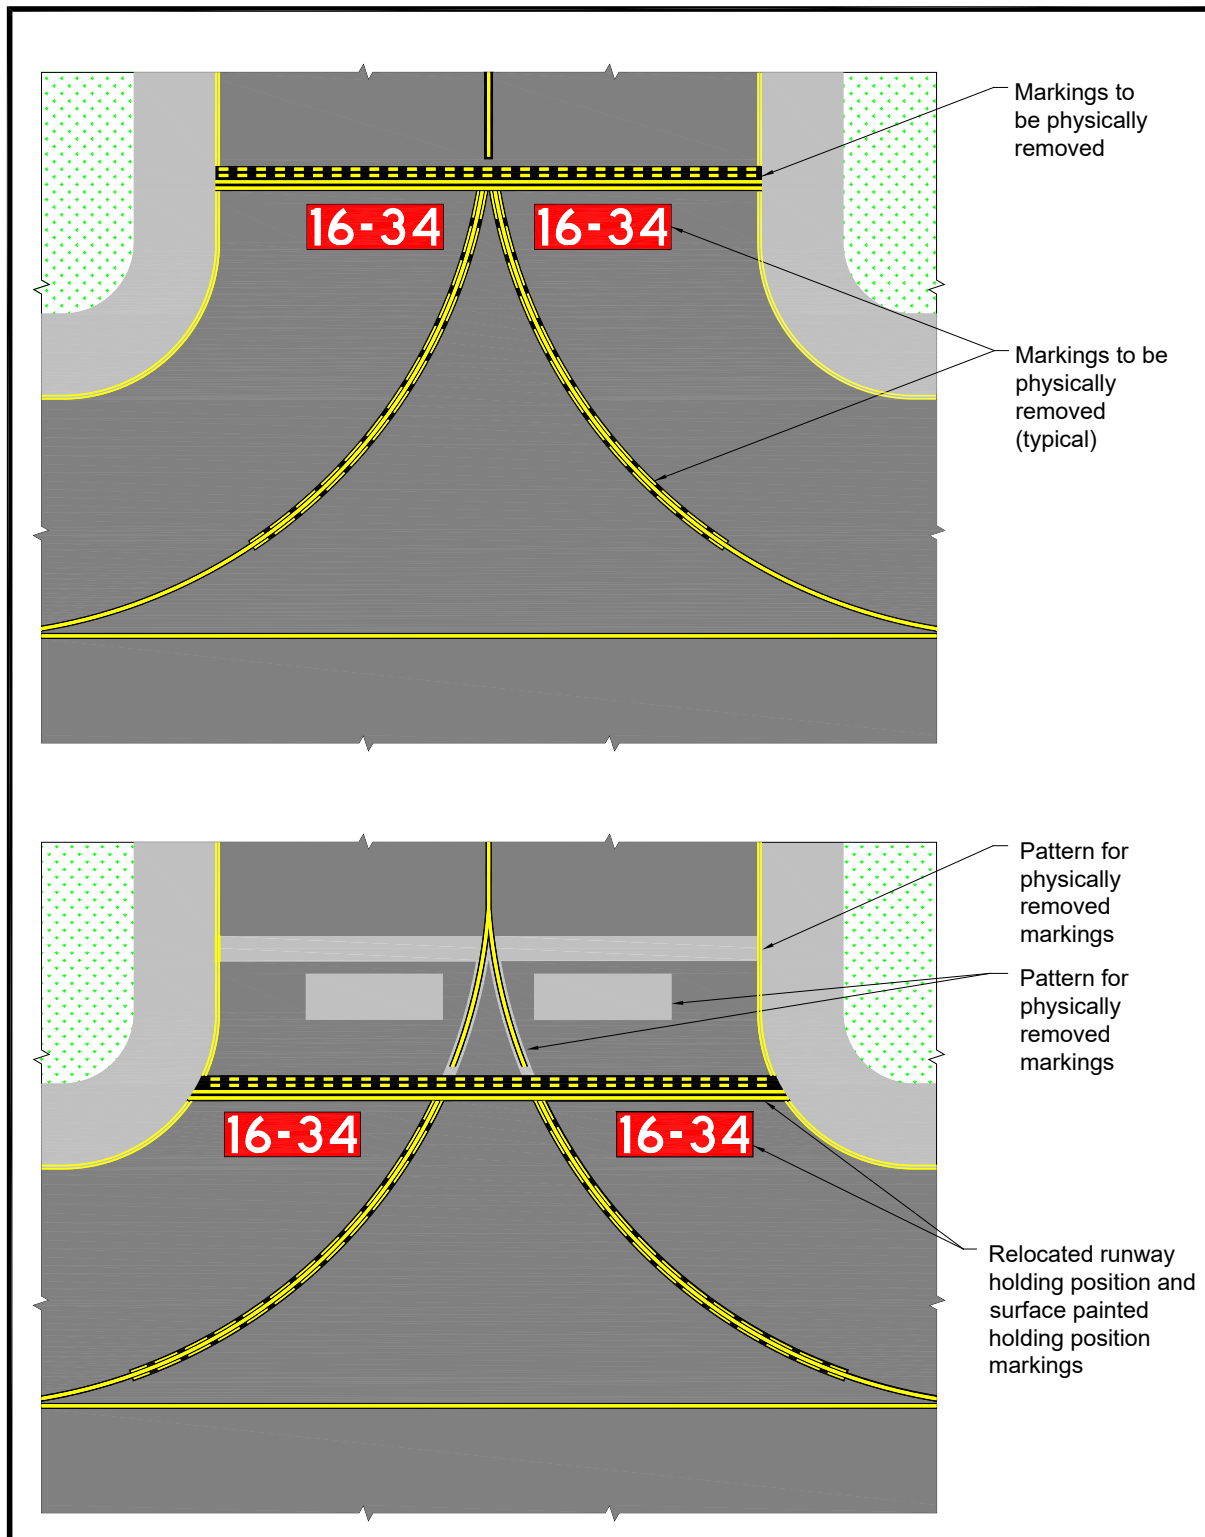 Markings to
be physically
removed
16-34
16-34
Markings to be
physically
removed
(typical)
Pattern for
physically
removed
markings
Pattern for
physically
removed
markings
16-34
16-34
Relocated runway
holding position and
surface painted
holding position
markings